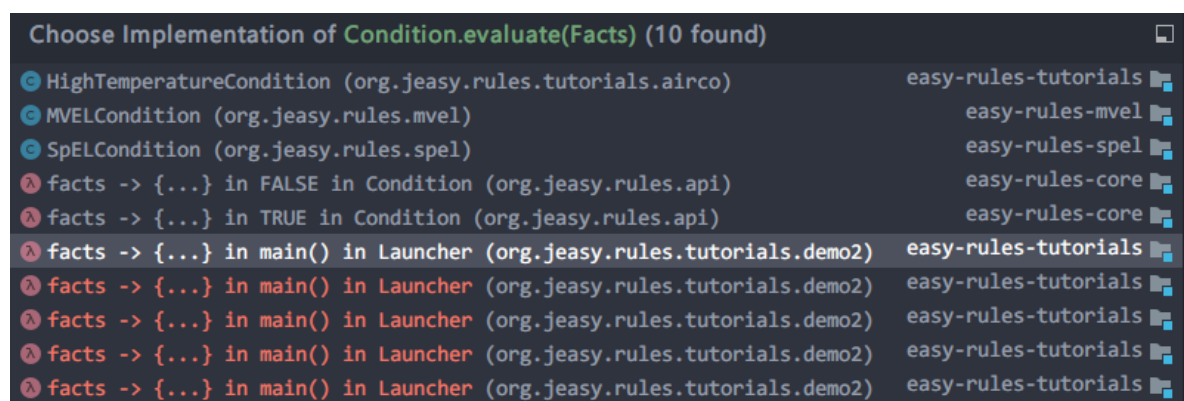 Choose Implementation of Condition.evaluate(Facts) (10 found)
HighTemperatureCondition (org.jeasy.rules.tutorials.airco) easy-rules-tutorials
MVELCondition (org.jeasy.rules.mvel) easy-rules-mvel
SpELCondition (org.jeasy.rules.spel) easy-rules-spel
facts -> {...} in FALSE in Condition (org.jeasy.rules.api) easy-rules-core
facts -> {...} in TRUE in Condition (org.jeasy.rules.api) easy-rules-core
facts -> {...} in main() in Launcher (org.jeasy.rules.tutorials.demo2) easy-rules-tutorials
facts -> {...} in main() in Launcher (org.jeasy.rules.tutorials.demo2) easy-rules-tutorials
facts -> {...} in main() in Launcher (org.jeasy.rules.tutorials.demo2) easy-rules-tutorials
facts -> {...} in main() in Launcher (org.jeasy.rules.tutorials.demo2) easy-rules-tutorials
facts -> {...} in main() in Launcher (org.jeasy.rules.tutorials.demo2) easy-rules-tutorials